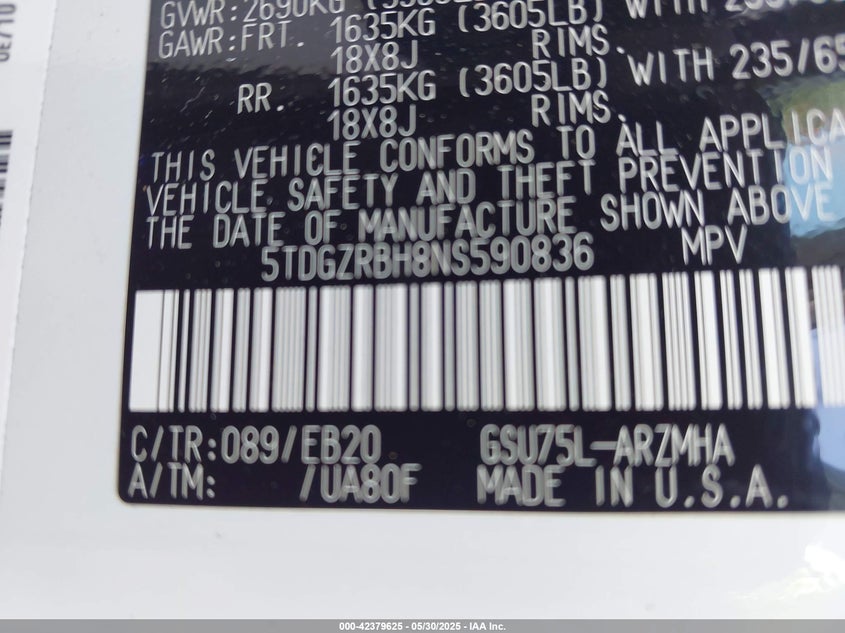 GVWR:2690KG
GAWR:FRT. 1635KG (3605LB) WITH
18X8J RIMS.
RR. 1635KG (3605LB) WITH 235/65
18X8J RIMS.
THIS VEHICLE CONFORMS TO ALL APPLICA
VEHICLE SAFETY AND THEFT PREVENTION
THE DATE OF MANUFACTURE SHOWN ABOVE
5TDGZRBH8NS590836 MPV
C/TR:089/EB20 GSU75L-ARZMHA
A/TM: /UA80F MADE IN U.S.A.
000-42379625 - 05/30/2025 - IAA Inc.